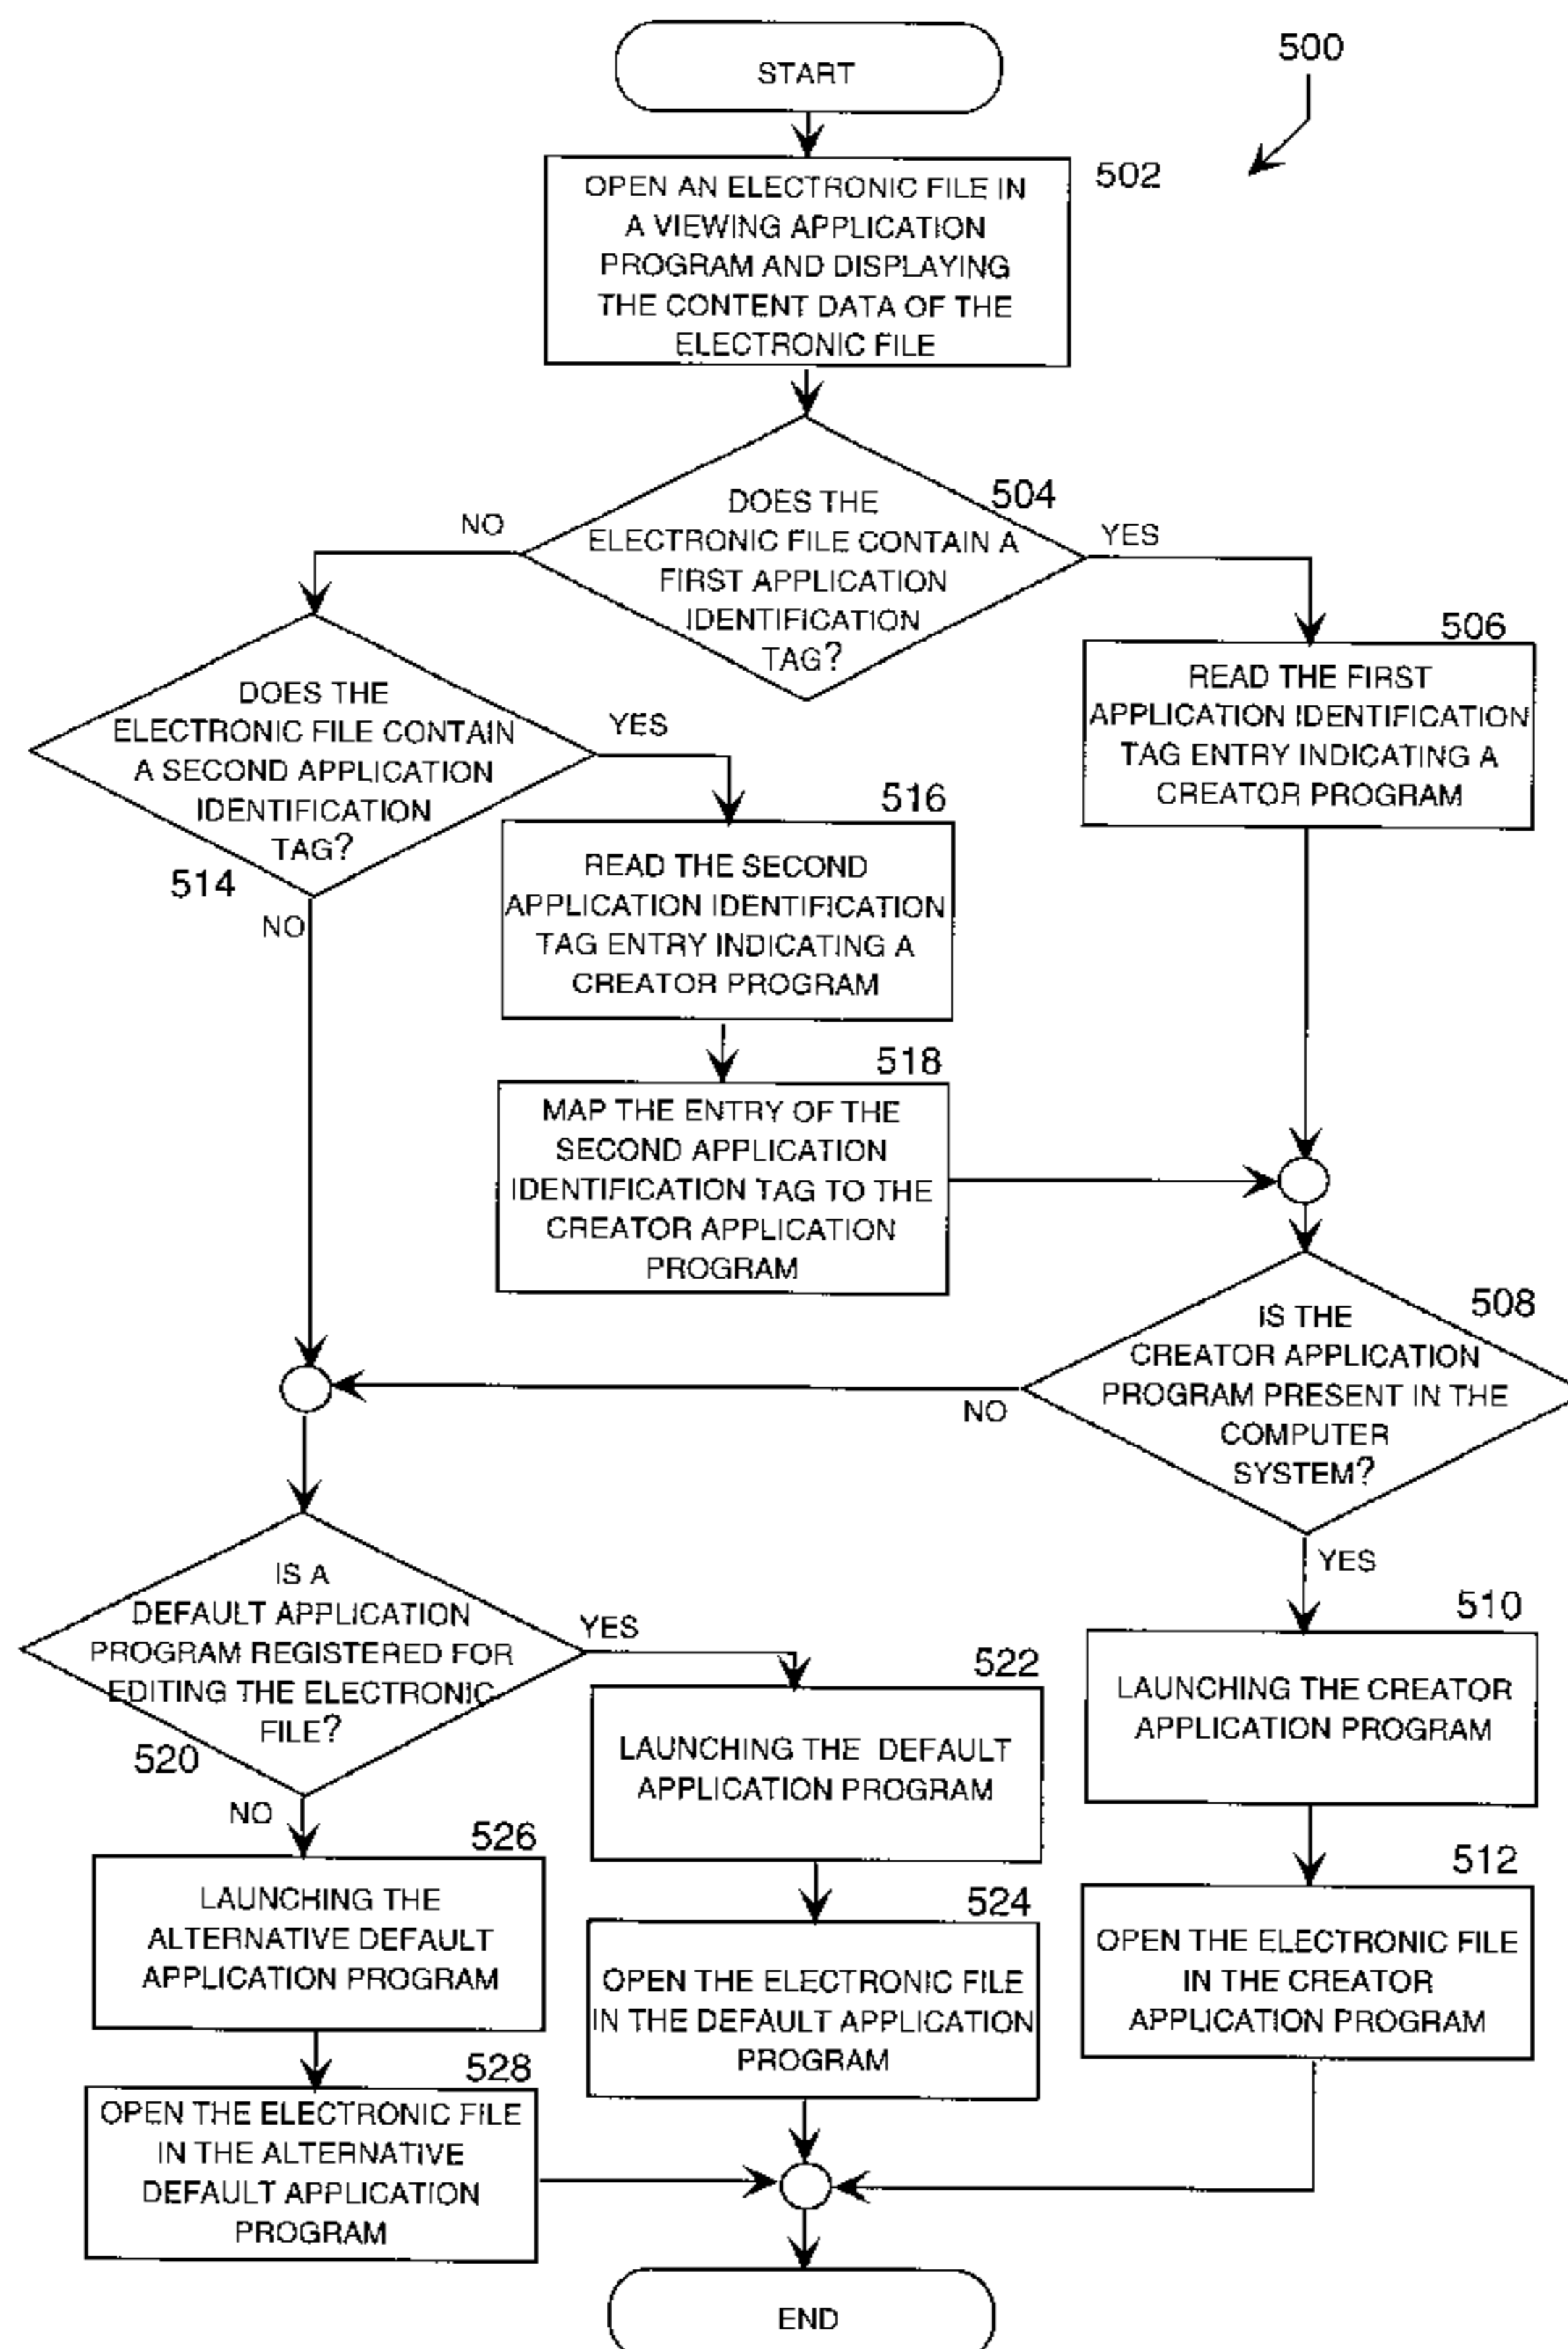 START
500
502
OPEN AN ELECTRONIC FILE IN
A VIEWING APPLICATION
PROGRAM AND DISPLAYING
THE CONTENT DATA OF THE
ELECTRONIC FILE
504
DOES THE
ELECTRONIC FILE CONTAIN A
FIRST APPLICATION
IDENTIFICATION
TAG?
NO
YES
506
READ THE FIRST
APPLICATION IDENTIFICATION
TAG ENTRY INDICATING A
CREATOR PROGRAM
DOES THE
ELECTRONIC FILE CONTAIN
A SECOND APPLICATION
IDENTIFICATION
TAG?
514
YES
NO
516
READ THE SECOND
APPLICATION IDENTIFICATION
TAG ENTRY INDICATING A
CREATOR PROGRAM
518
MAP THE ENTRY OF THE
SECOND APPLICATION
IDENTIFICATION TAG TO THE
CREATOR APPLICATION
PROGRAM
508
IS THE
CREATOR APPLICATION
PROGRAM PRESENT IN THE
COMPUTER
SYSTEM?
NO
YES
IS A
DEFAULT APPLICATION
PROGRAM REGISTERED FOR
EDITING THE ELECTRONIC
FILE?
520
YES
NO
522
LAUNCHING THE DEFAULT
APPLICATION PROGRAM
510
LAUNCHING THE CREATOR
APPLICATION PROGRAM
526
LAUNCHING THE
ALTERNATIVE DEFAULT
APPLICATION PROGRAM
524
OPEN THE ELECTRONIC FILE
IN THE DEFAULT APPLICATION
PROGRAM
512
OPEN THE ELECTRONIC FILE
IN THE CREATOR
APPLICATION PROGRAM
528
OPEN THE ELECTRONIC FILE
IN THE ALTERNATIVE
DEFAULT APPLICATION
PROGRAM
END